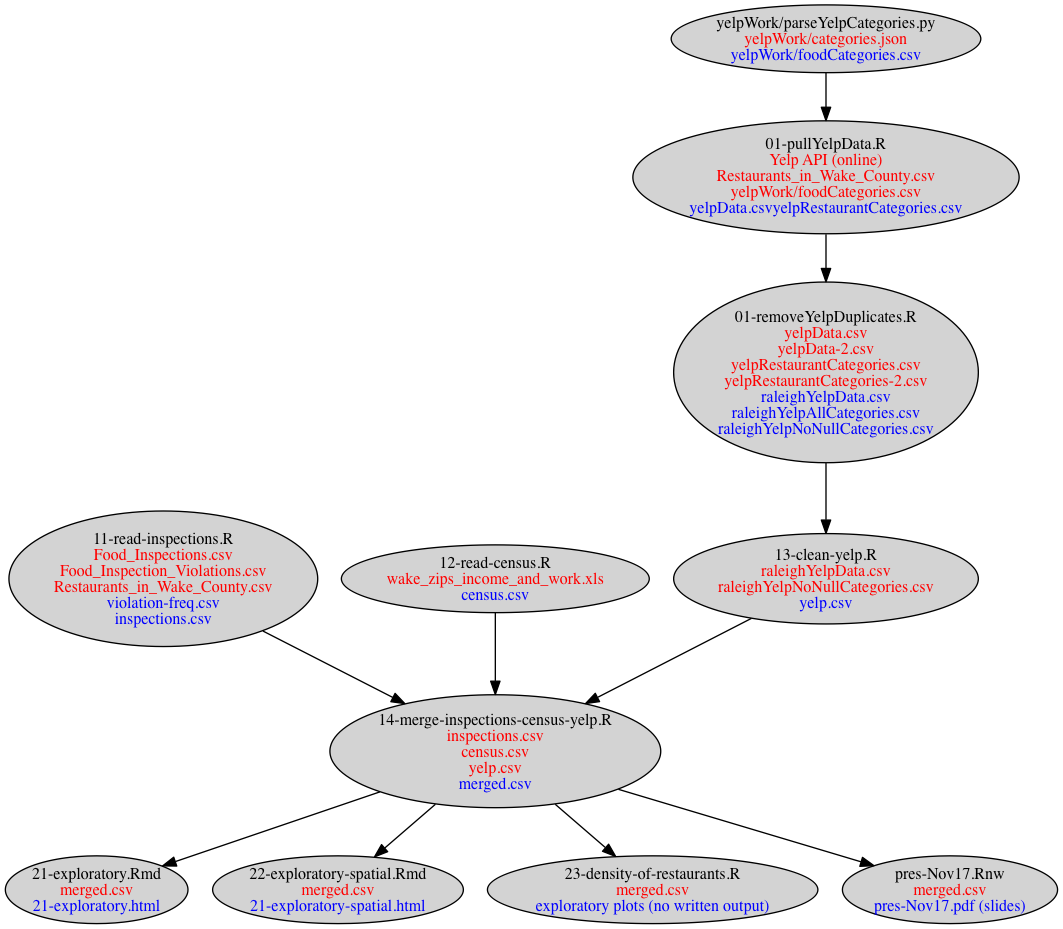 yelpWork/parseYelpCategories.py
yelpWork/categories.json
yelpWork/foodCategories.csv
01-pullYelpData.R
Yelp API (online)
Restaurants_in_Wake_County.csv
yelpWork/foodCategories.csv
yelpData.csvyelpRestaurantCategories.csv
01-removeYelpDuplicates.R
yelpData.csv
yelpData-2.csv
yelpRestaurantCategories.csv
yelpRestaurantCategories-2.csv
raleighYelpData.csv
raleighYelpAllCategories.csv
raleighYelpNoNullCategories.csv
11-read-inspections.R
Food_Inspections.csv
Food_Inspection_Violations.csv
Restaurants_in_Wake_County.csv
violation-freq.csv
inspections.csv
12-read-census.R
wake_zips_income_and_work.xls
census.csv
13-clean-yelp.R
raleighYelpData.csv
raleighYelpNoNullCategories.csv
yelp.csv
14-merge-inspections-census-yelp.R
inspections.csv
census.csv
yelp.csv
merged.csv
21-exploratory.Rmd
merged.csv
21-exploratory.html
22-exploratory-spatial.Rmd
merged.csv
21-exploratory-spatial.html
23-density-of-restaurants.R
merged.csv
exploratory plots (no written output)
pres-Nov17.Rnw
merged.csv
pres-Nov17.pdf (slides)